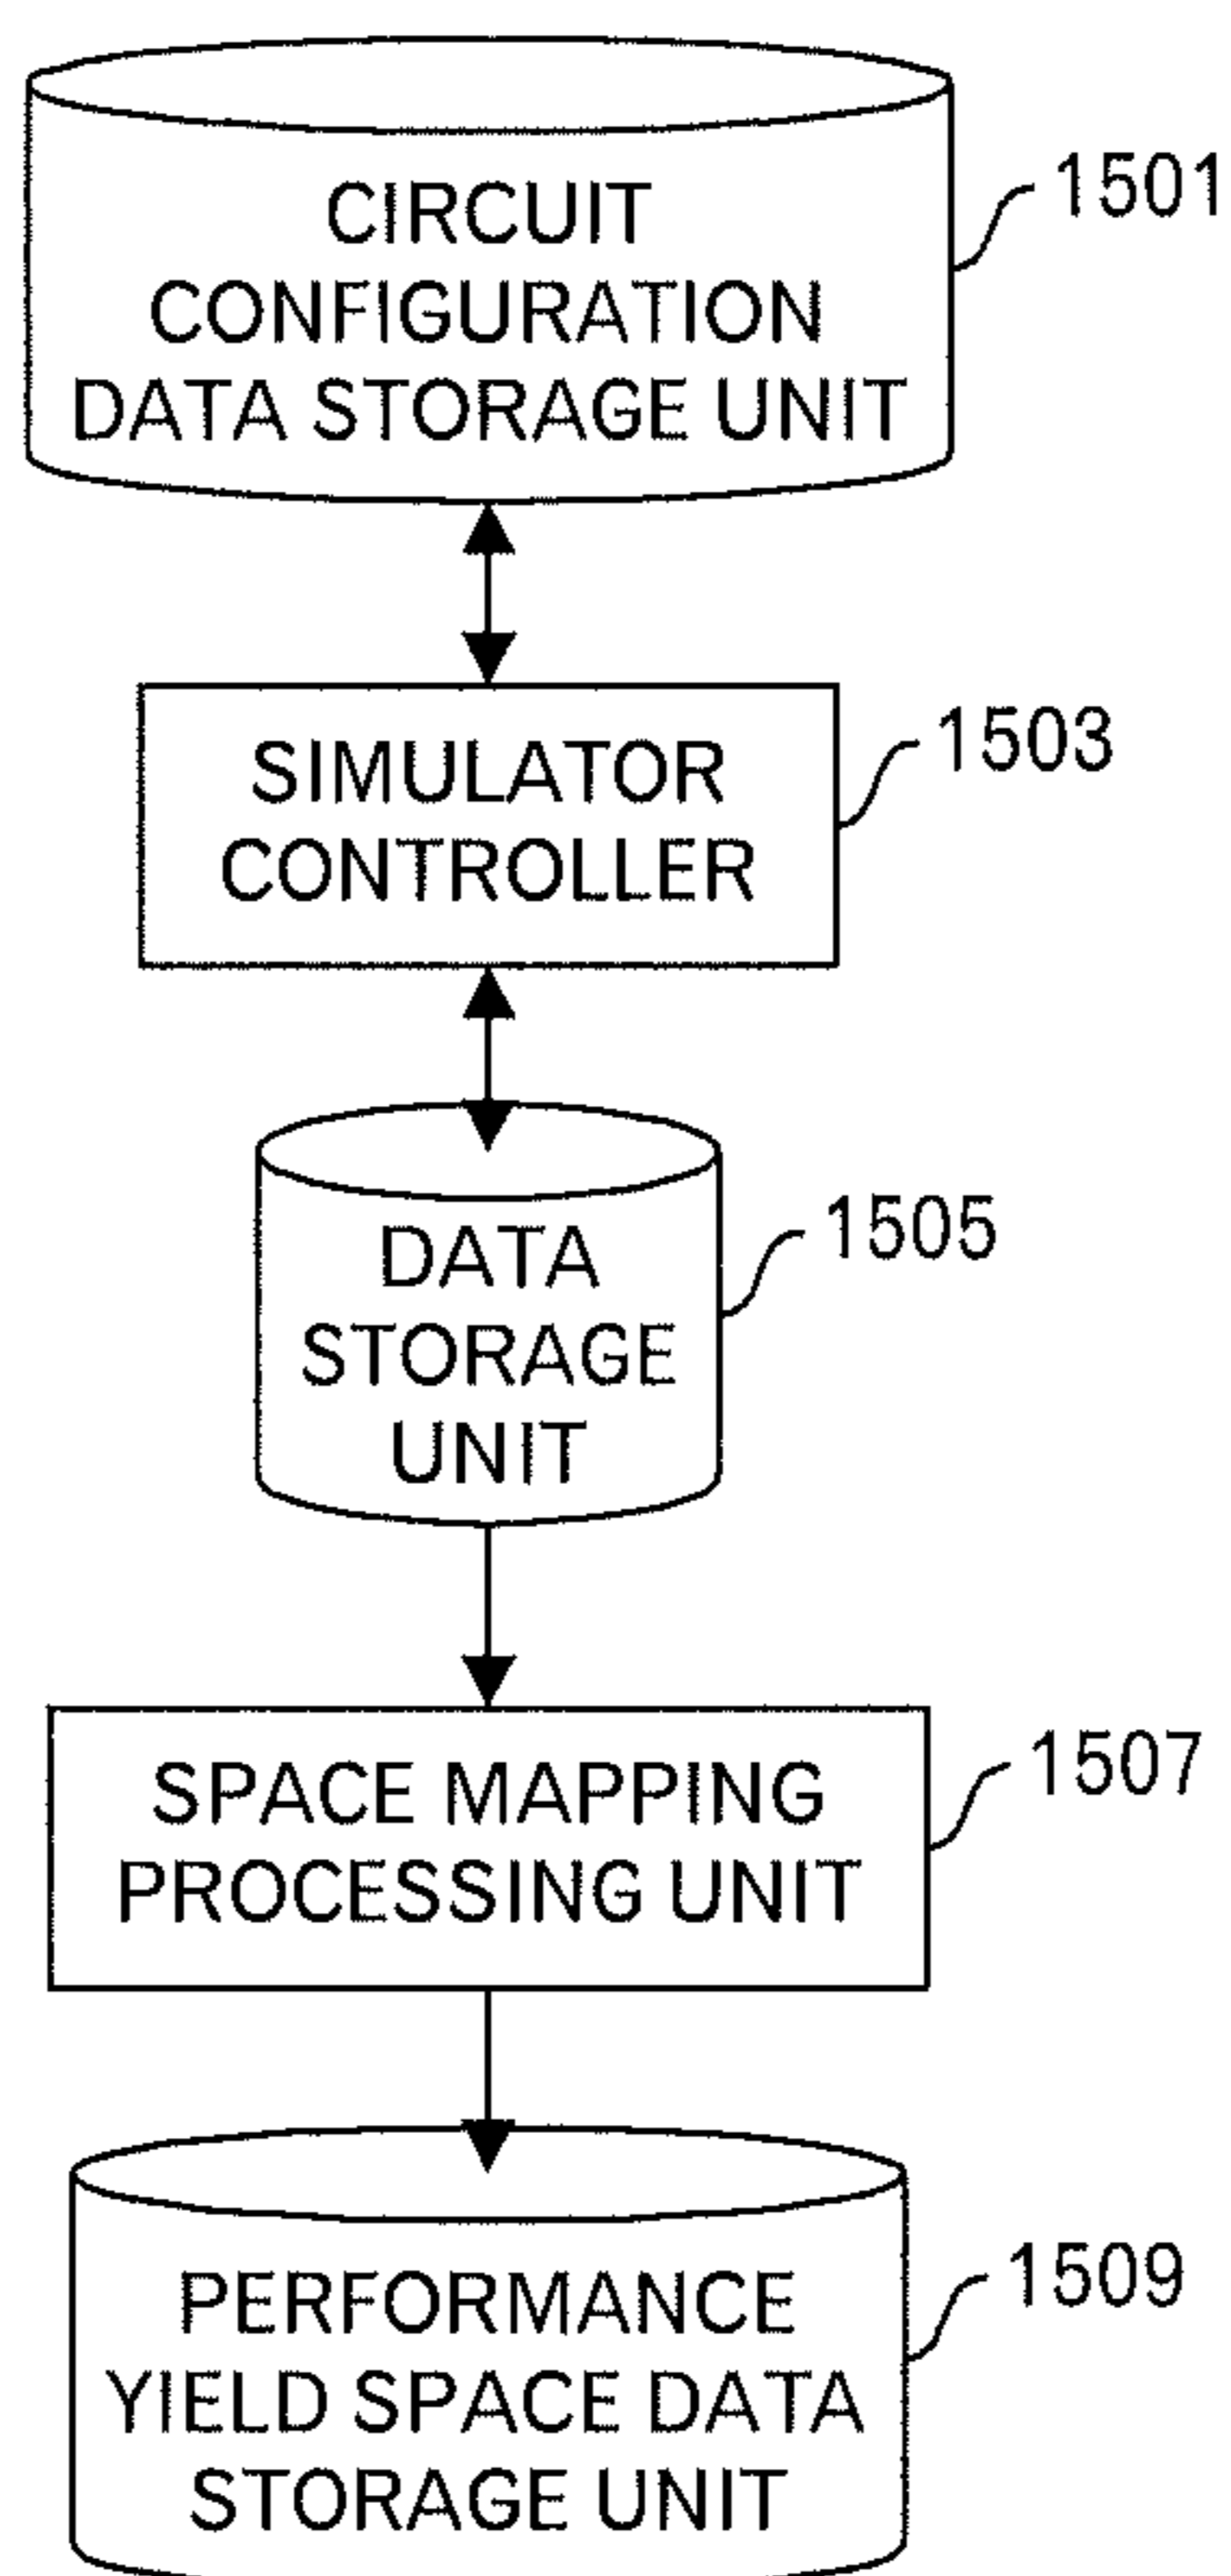 CIRCUIT
CONFIGURATION
DATA STORAGE UNIT
1501
SIMULATOR
CONTROLLER
1503
DATA
STORAGE
UNIT
1505
SPACE MAPPING
PROCESSING UNIT
1507
PERFORMANCE
YIELD SPACE DATA
STORAGE UNIT
1509